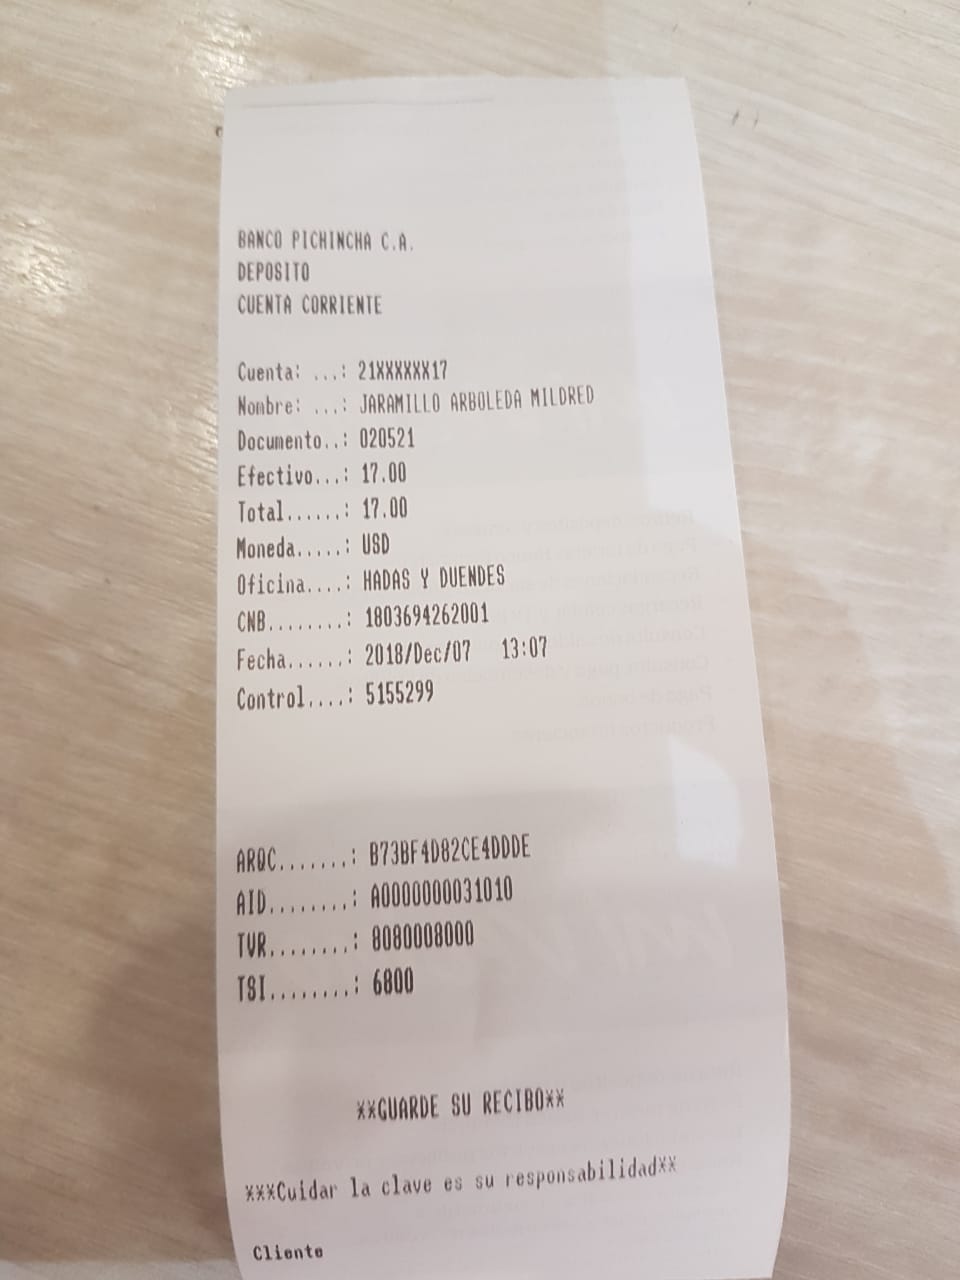 BANCO PICHINCHA C.A.
DEPOSITO
CUENTA CORRIENTE
Cuenta: ...: 21XXXXXX17
Nombre: ...: JARAMILLO ARBOLEDA MILDRED
Documento..: 020521
Efectivo...: 17.00
Total......: 17.00
Moneda.....: USD
Oficina....: HADAS Y DUENDES
CNB........: 1803694262001
Fecha......: 2018/Dec/07 13:07
Control....: 5155299
ARQC.......: B73BF4D82CE4DDDE
AID........: A0000000031010
TVR........: 8080008000
TSI........: 6800
**GUARDE SU RECIBO**
***Cuidar la clave es su responsabilidad**
Cliente